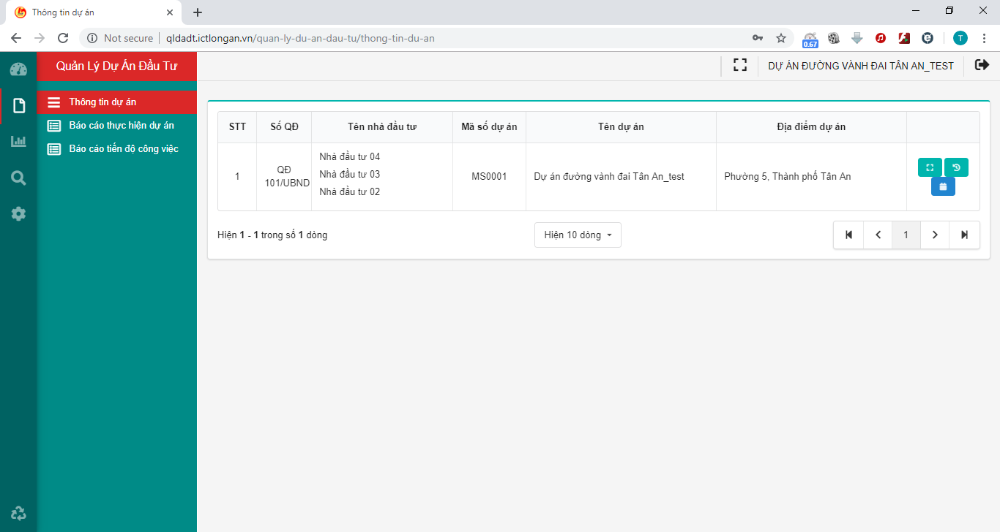 Thông tin dự án
Not secure
qldadt.ictlongan.vn/quan-ly-du-an-dau-tu/thong-tin-du-an
0.67
T
Quản Lý Dự Án Đầu Tư
DỰ ÁN ĐƯỜNG VÀNH ĐAI TÂN AN_TEST
Thông tin dự án
Báo cáo thực hiện dự án
Báo cáo tiến độ công việc
STT
Số QĐ
Tên nhà đầu tư
Mã số dự án
Tên dự án
Địa điểm dự án
1
QĐ
101/UBND
Nhà đầu tư 04
Nhà đầu tư 03
Nhà đầu tư 02
MS0001
Dự án đường vành đai Tân An_test
Phường 5, Thành phố Tân An
Hiện 1 - 1 trong số 1 dòng
Hiện 10 dòng
1